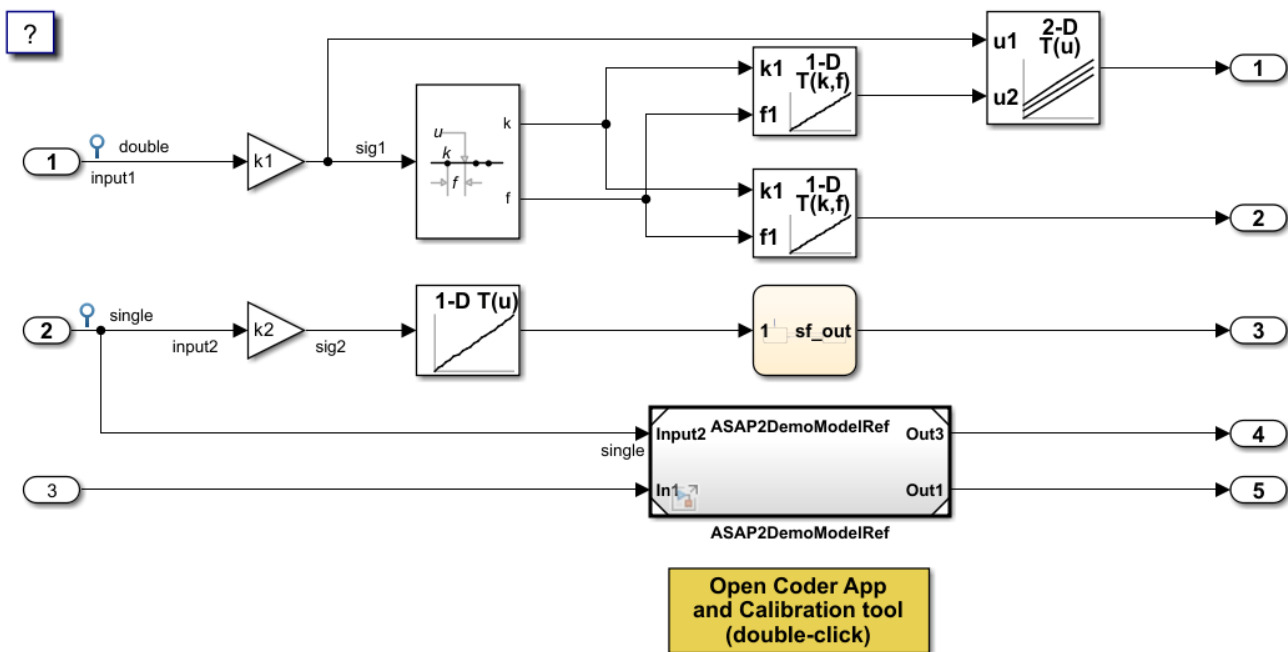 ?
2-D
T(u)
u1
u2
1
1-D
T(k,f)
k1
f1
double
1
input1
k1
sig1
u
k
f
k
f
1-D
T(k,f)
k1
f1
2
single
2
input2
k2
sig2
1-D T(u)
1
sf_out
3
ASAP2DemoModelRef
Input2
Out3
single
4
3
In1
Out1
5
ASAP2DemoModelRef
Open Coder App
and Calibration tool
(double-click)